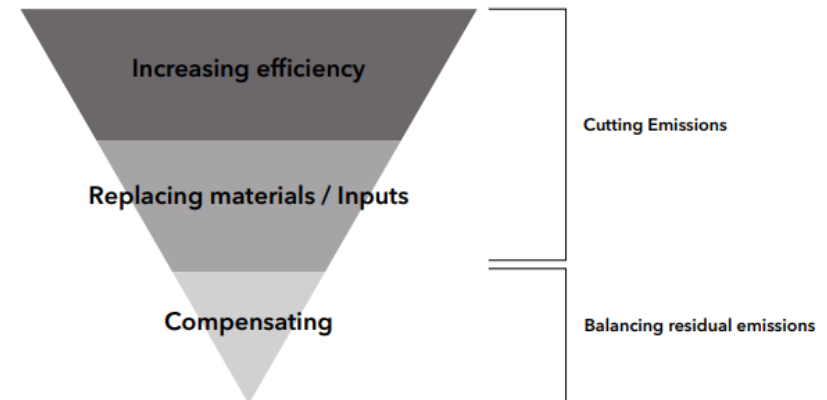 Increasing efficiency
Cutting Emissions
Replacing materials / Inputs
Compensating
Balancing residual emissions